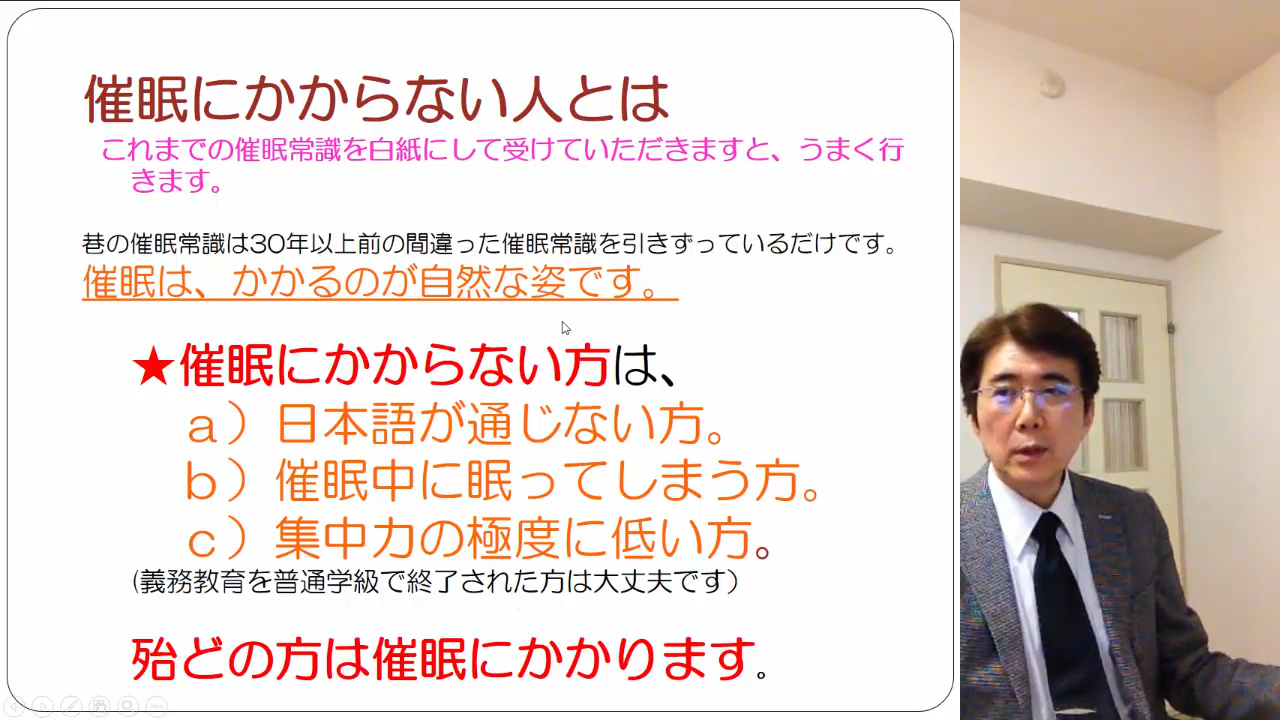 催眠にかからない人とは
これまでの催眠常識を白紙にして受けていただきますと、うまく行
きます。
巷の催眠常識は30年以上前の間違った催眠常識を引きずっているだけです。
催眠は、かかるのが自然な姿です。
★催眠にかからない方は、
ａ）日本語が通じない方。
ｂ）催眠中に眠ってしまう方。
ｃ）集中力の極度に低い方。
(義務教育を普通学級で終了された方は大丈夫です）
殆どの方は催眠にかかります。